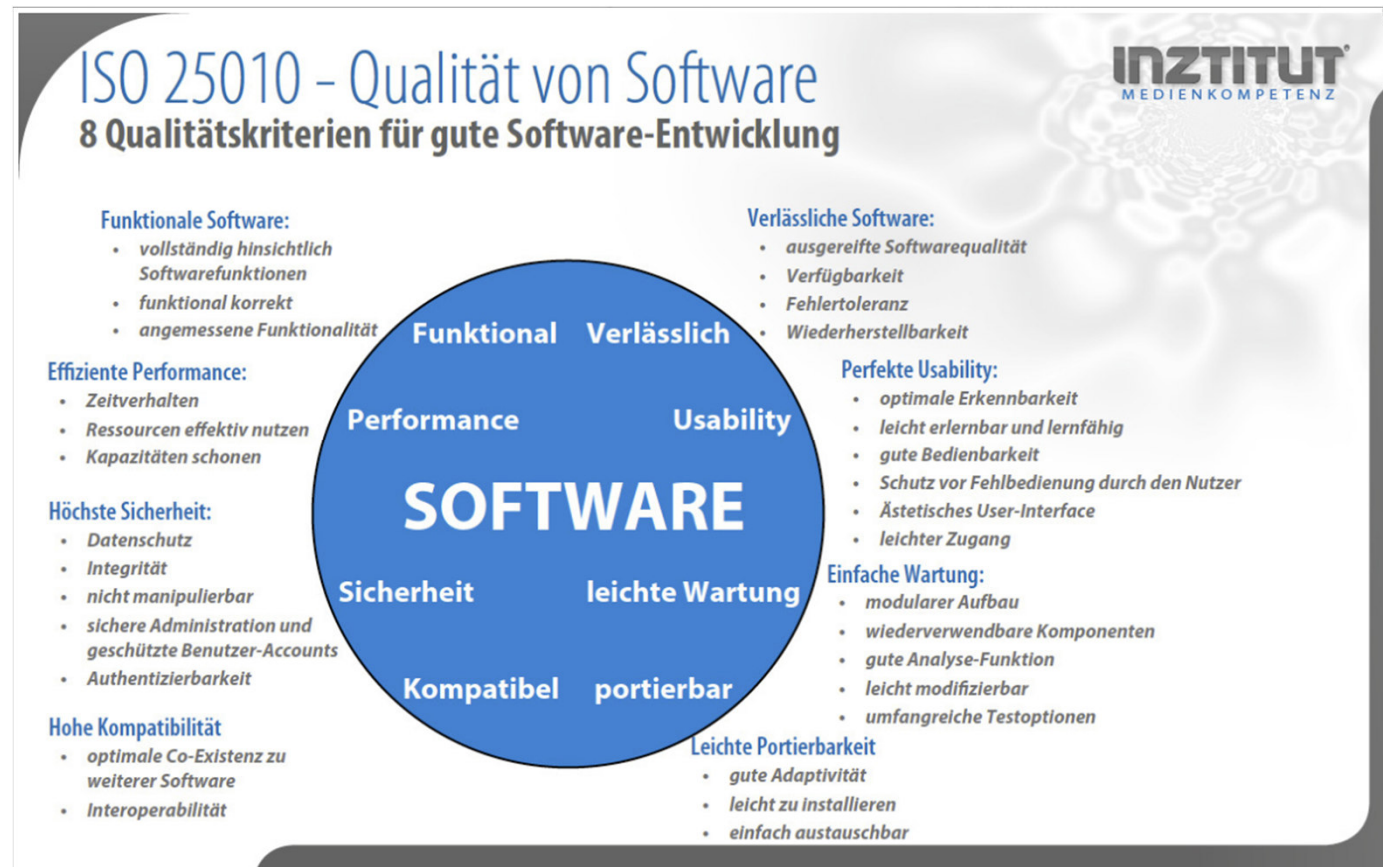 ISO 25010 – Qualität von Software
8 Qualitätskriterien für gute Software-Entwicklung
INZTITUT
MEDIENKOMPETENZ
Funktionale Software:
• vollständig hinsichtlich
Softwarefunktionen
• funktional korrekt
• angemessene Funktionalität
Effiziente Performance:
• Zeitverhalten
• Ressourcen effektiv nutzen
• Kapazitäten schonen
Höchste Sicherheit:
• Datenschutz
• Integrität
• nicht manipulierbar
• sichere Administration und
geschützte Benutzer-Accounts
• Authentizierbarkeit
Hohe Kompatibilität
• optimale Co-Existenz zu
weiterer Software
• Interoperabilität
Funktional Verlässlich
Performance Usability
SOFTWARE
Sicherheit leichte Wartung
Kompatibel portierbar
Verlässliche Software:
• ausgereifte Softwarequalität
• Verfügbarkeit
• Fehlertoleranz
• Wiederherstellbarkeit
Perfekte Usability:
• optimale Erkennbarkeit
• leicht erlernbar und lernfähig
• gute Bedienbarkeit
• Schutz vor Fehlbedienung durch den Nutzer
• Ästetisches User-Interface
• leichter Zugang
Einfache Wartung:
• modularer Aufbau
• wiederverwendbare Komponenten
• gute Analyse-Funktion
• leicht modifizierbar
• umfangreiche Testoptionen
Leichte Portierbarkeit
• gute Adaptivität
• leicht zu installieren
• einfach austauschbar